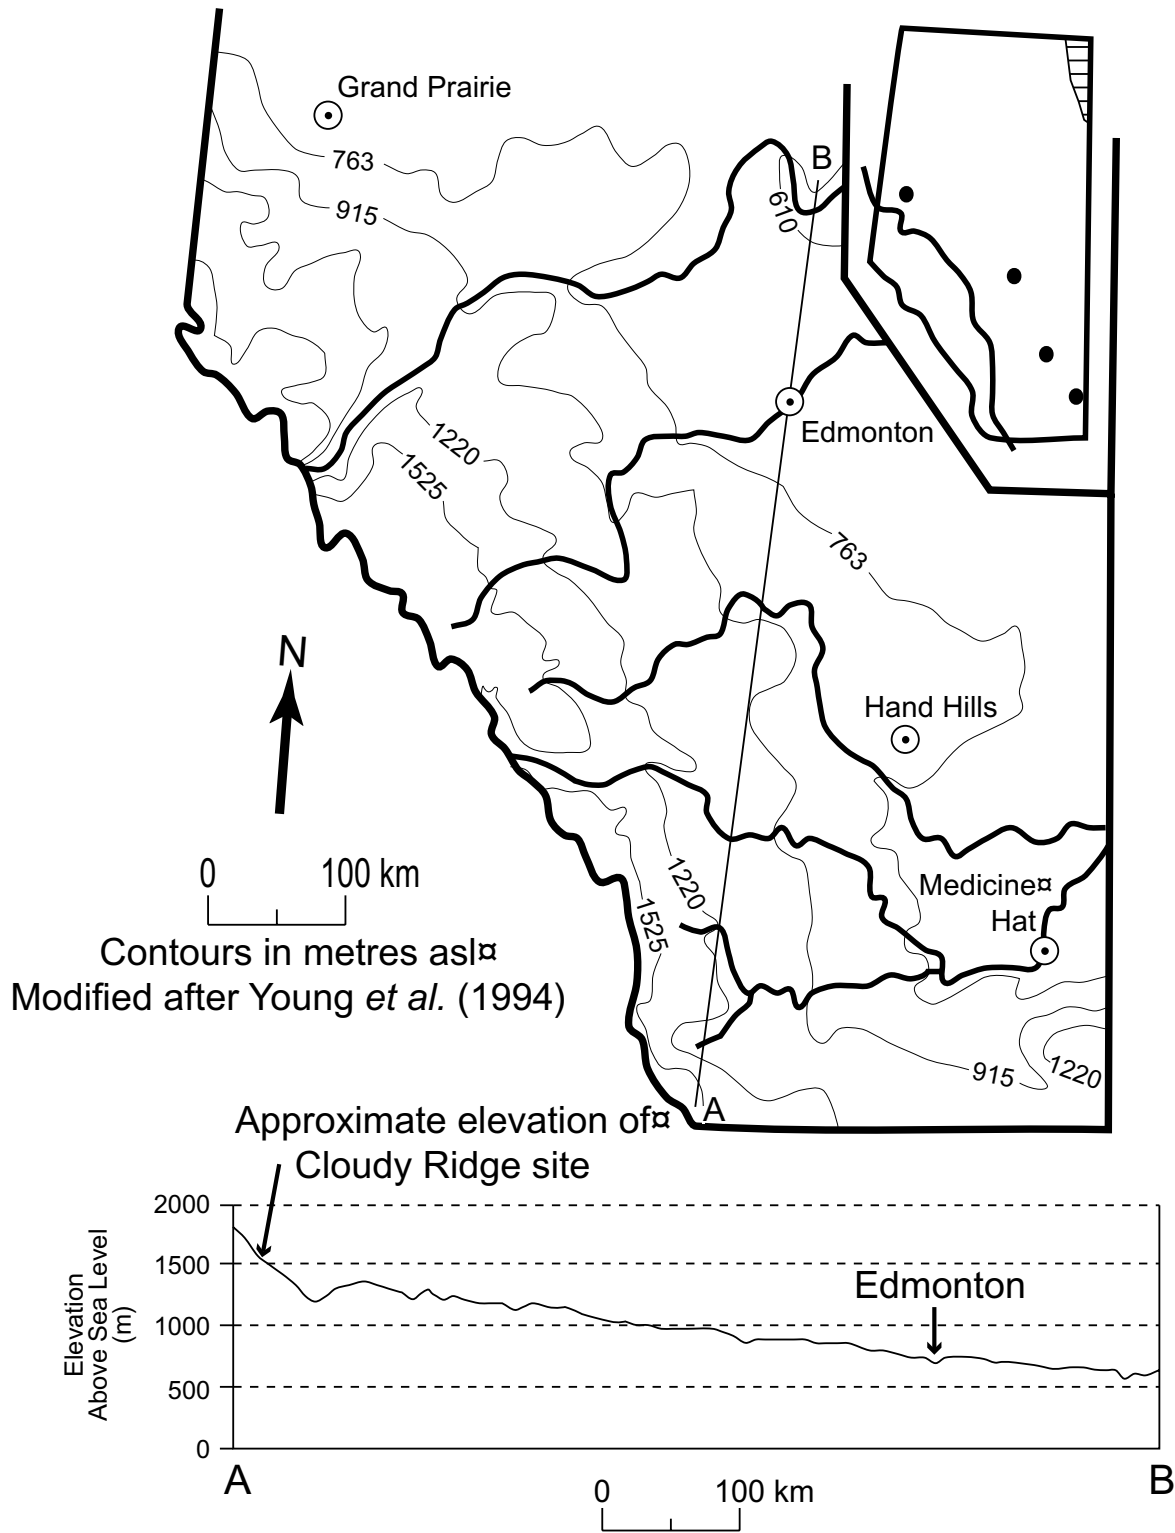 Grand Prairie
763
915
B
610
Edmonton
1220
1525
763
N
Hand Hills
0 100 km
Medicine¤
Hat
1220
1525
Contours in metres asl¤
Modified after Young et al. (1994)
915
1220
A
Approximate elevation of¤
Cloudy Ridge site
2000
1500
1000
500
0
Elevation
Above Sea Level
(m)
Edmonton
A
B
0 100 km